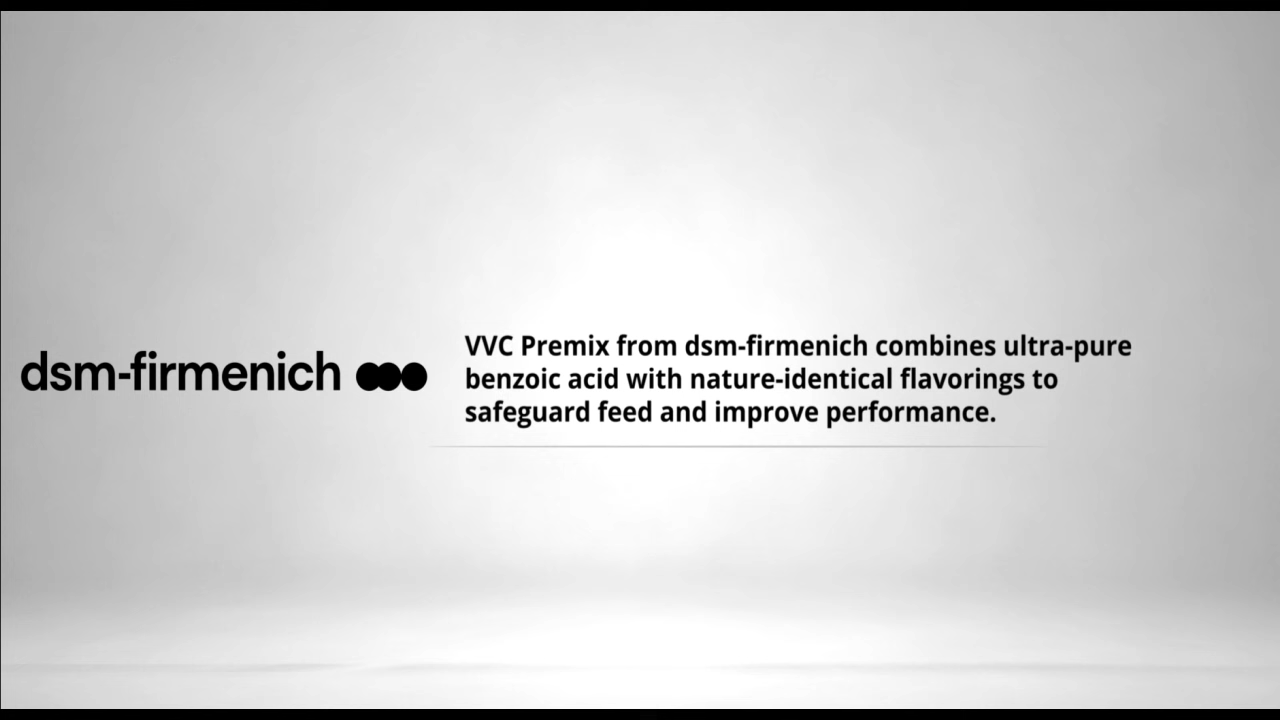 dsm-firmenich
VVC Premix from dsm-firmenich combines ultra-pure
benzoic acid with nature-identical flavorings to
safeguard feed and improve performance.